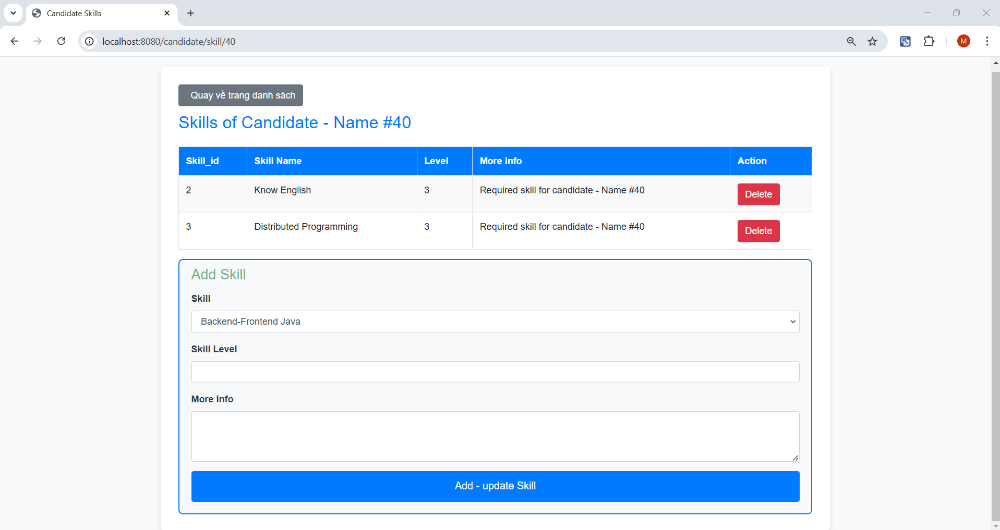 Candidate Skills
localhost:8080/candidate/skill/40
M
Quay về trang danh sách
Skills of Candidate - Name #40
Skill_id Skill Name Level More Info Action
2 Know English 3 Required skill for candidate - Name #40 Delete
3 Distributed Programming 3 Required skill for candidate - Name #40 Delete
Add Skill
Skill
Backend-Frontend Java
Skill Level
More Info
Add - update Skill